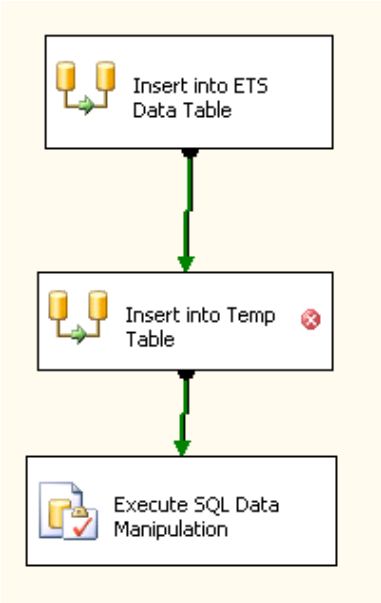 Insert into ETS
Data Table
Insert into Temp
Table
Execute SQL Data
Manipulation